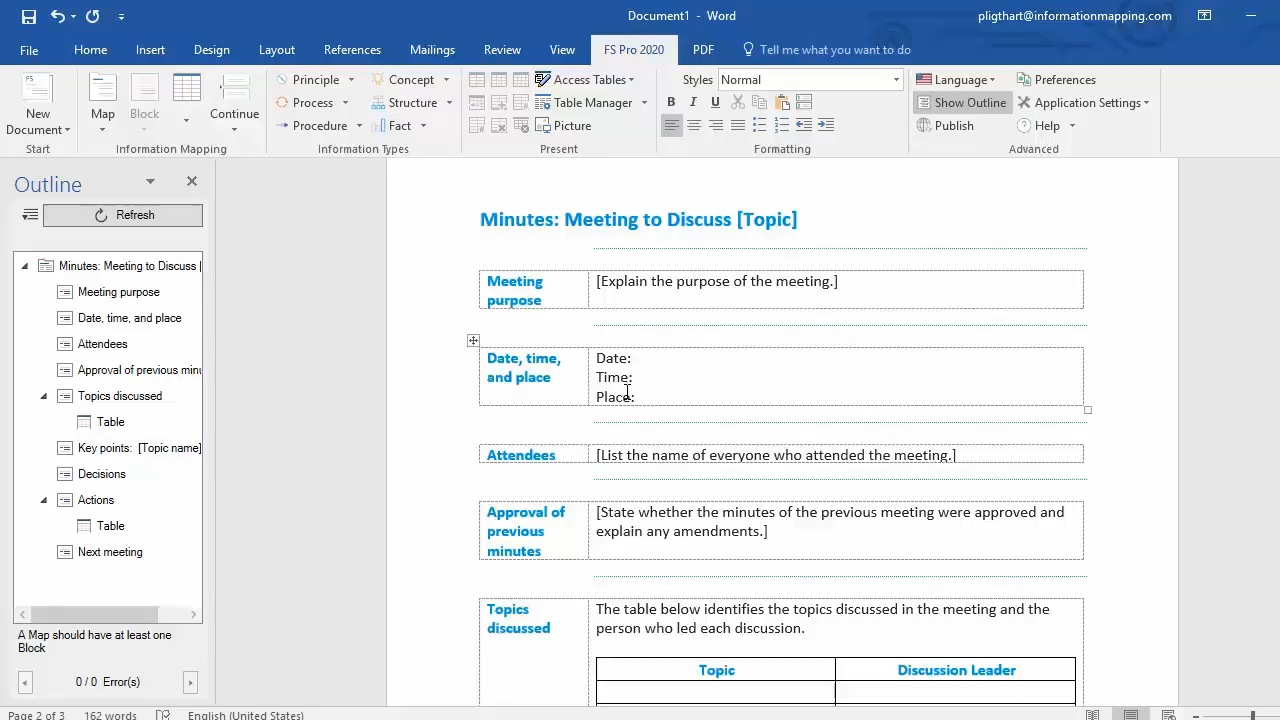 Document1 - Word
pligthart@informationmapping.com
File
Home
Insert
Design
Layout
References
Mailings
Review
View
FS Pro 2020
PDF
Tell me what you want to do
New
Document
Start
Map
Block
Continue
Information Mapping
Principle
Concept
Process
Structure
Procedure
Fact
Information Types
Access Tables
Table Manager
Picture
Present
Styles
Normal
B I U
Formatting
Language
Preferences
Show Outline
Application Settings
Publish
Help
Advanced
Outline
Refresh
Minutes: Meeting to Discuss [
Meeting purpose
Date, time, and place
Attendees
Approval of previous minu
Topics discussed
Table
Key points: [Topic name]
Decisions
Actions
Table
Next meeting
A Map should have at least one
Block
0 / 0 Error(s)
Minutes: Meeting to Discuss [Topic]
Meeting
purpose
[Explain the purpose of the meeting.]
Date, time,
and place
Date:
Time:
Place:
Attendees
[List the name of everyone who attended the meeting.]
Approval of
previous
minutes
[State whether the minutes of the previous meeting were approved and
explain any amendments.]
Topics
discussed
The table below identifies the topics discussed in the meeting and the
person who led each discussion.
Topic
Discussion Leader
Page 2 of 3
162 words
English (United States)